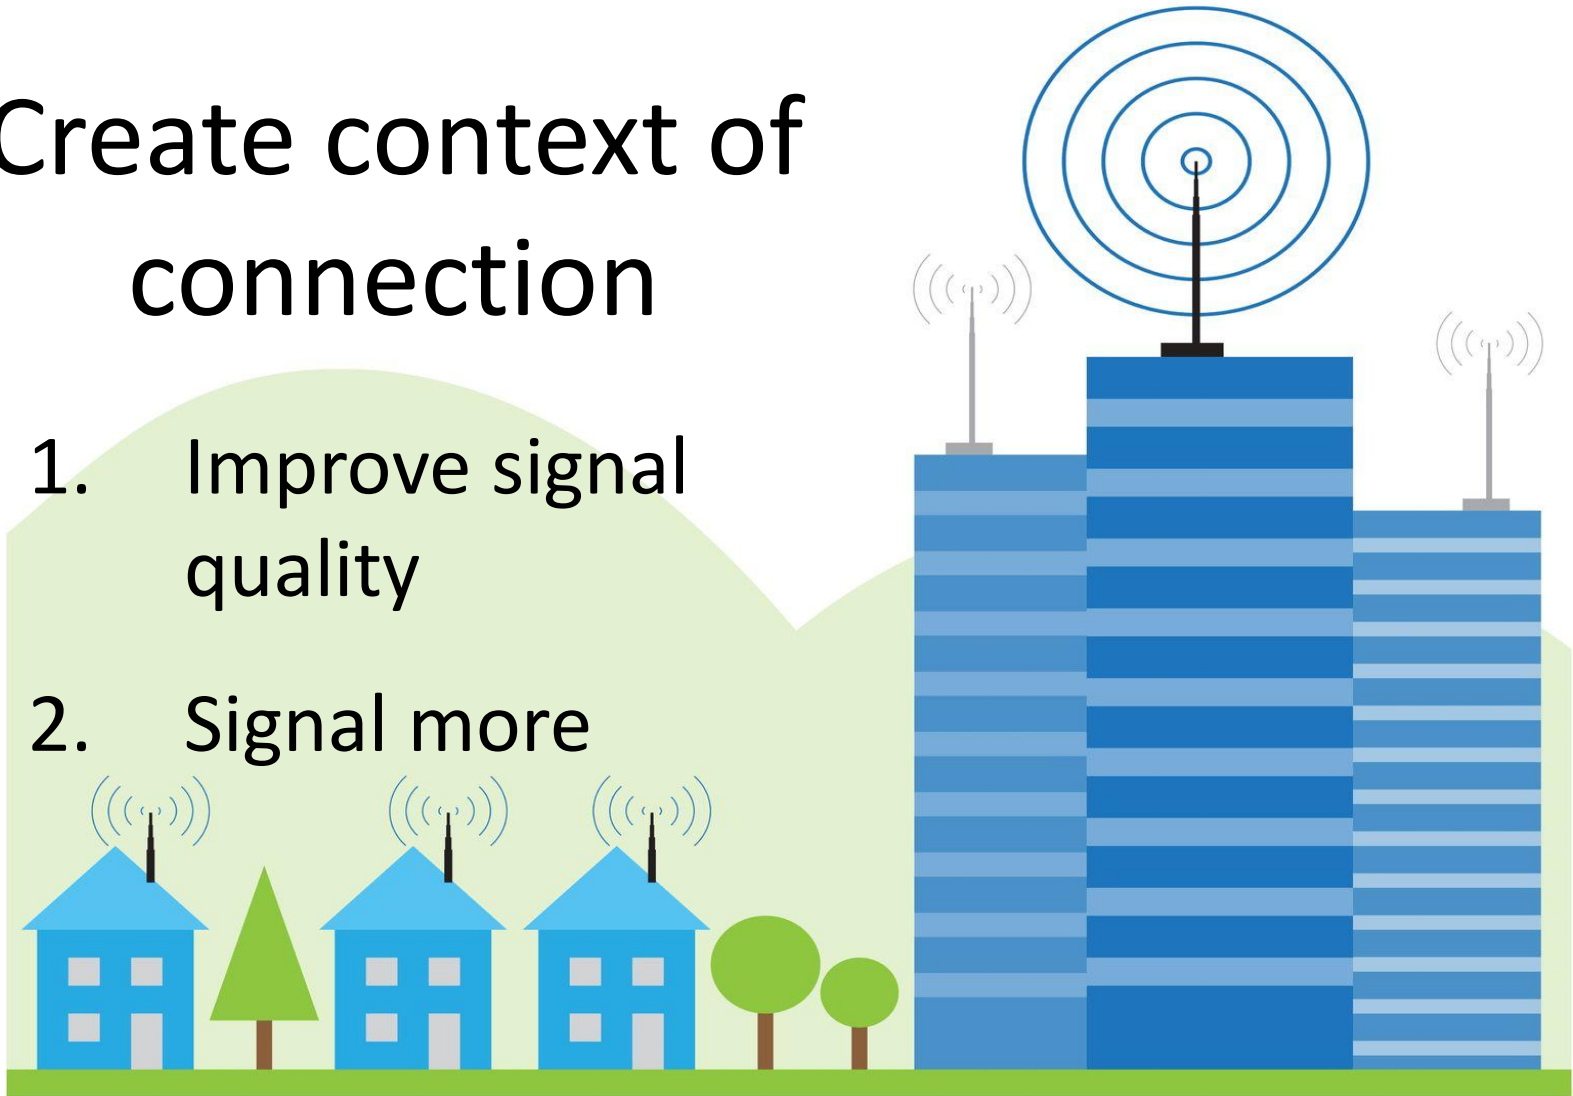 Create context of
connection
1. Improve signal
quality
2. Signal more